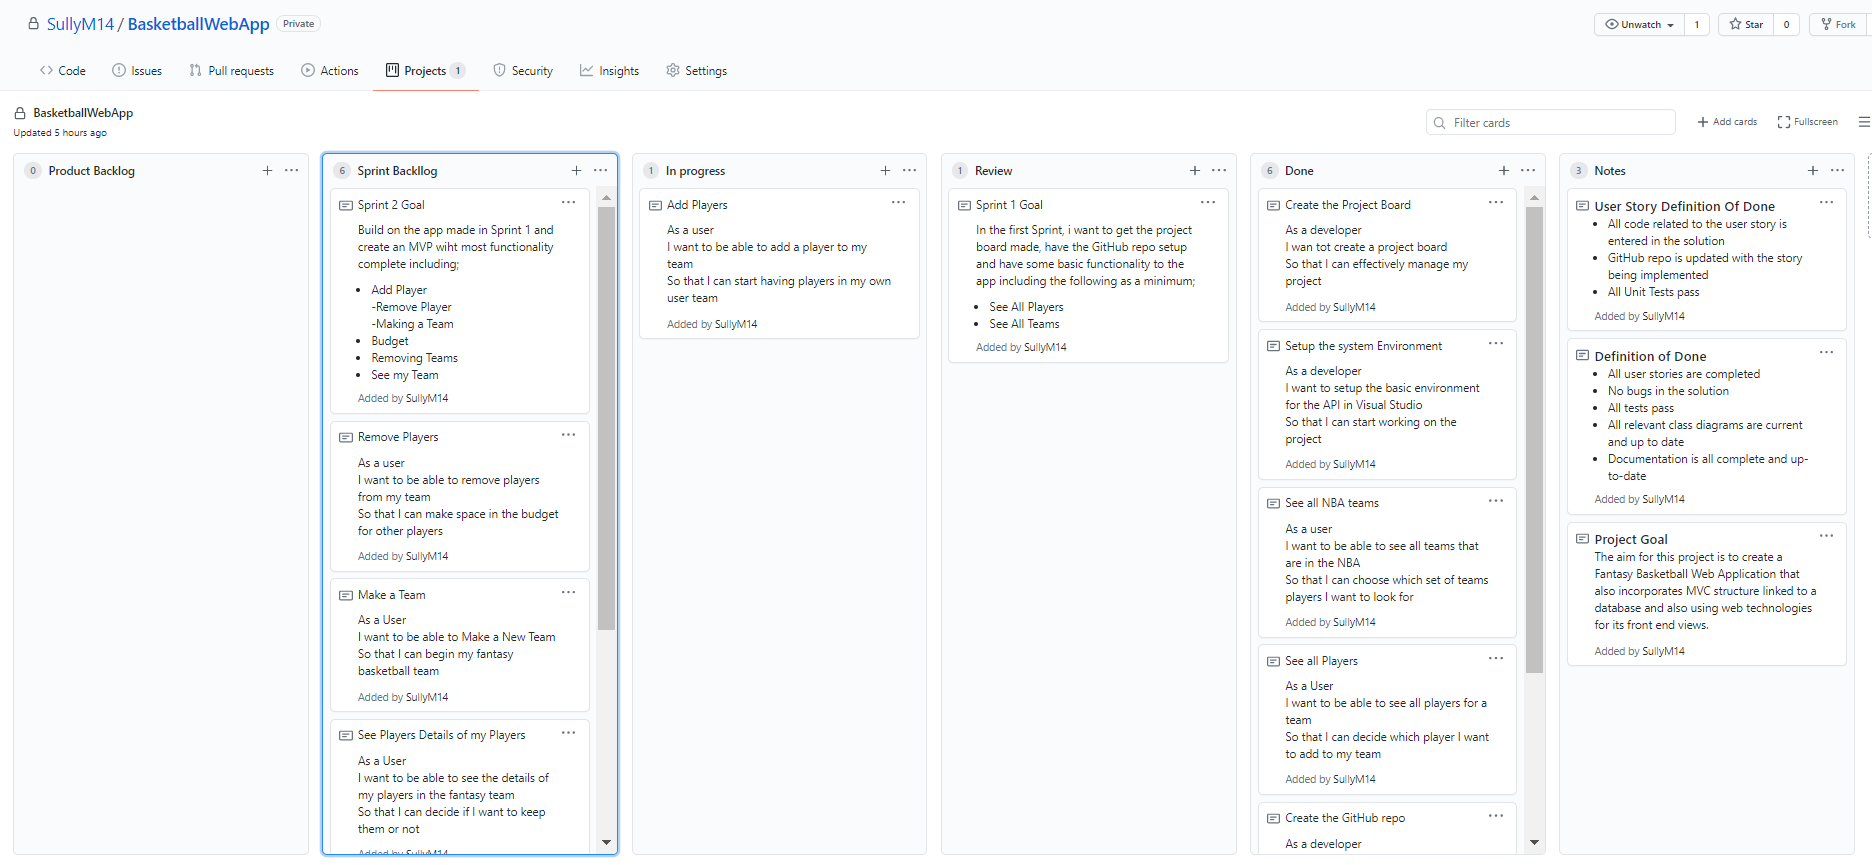 SullyM14 / BasketballWebApp Private
Unwatch 1 Star 0 Fork
Code Issues Pull requests Actions Projects 1 Security Insights Settings
BasketballWebApp
Updated 5 hours ago
Filter cards
Add cards Fullscreen
0 Product Backlog
6 Sprint Backllog
Sprint 2 Goal
Build on the app made in Sprint 1 and
create an MVP wiht most functionality
complete including;
• Add Player
-Remove Player
-Making a Team
• Budget
• Removing Teams
• See my Team
Added by SullyM14
Remove Players
As a user
I want to be able to remove players
from my team
So that I can make space in the budget
for other players
Added by SullyM14
Make a Team
As a User
I want to be able to Make a New Team
So that I can begin my fantasy
basketball team
Added by SullyM14
See Players Details of my Players
As a User
I want to be able to see the details of
my players in the fantasy team
So that I can decide if I want to keep
them or not
Added by SullyM14
1 In progress
Add Players
As a user
I want to be able to add a player to my
team
So that I can start having players in my own
user team
Added by SullyM14
1 Review
Sprint 1 Goal
In the first Sprint, i want to get the project
board made, have the GitHub repo setup
and have some basic functionality to the
app including the following as a minimum;
• See All Players
• See All Teams
Added by SullyM14
6 Done
Create the Project Board
As a developer
I wan tot create a project board
So that I can effectively manage my
project
Added by SullyM14
Setup the system Environment
As a developer
I want to setup the basic environment
for the API in Visual Studio
So that I can start working on the
project
Added by SullyM14
See all NBA teams
As a user
I want to be able to see all teams that
are in the NBA
So that I can choose which set of teams
players I want to look for
Added by SullyM14
See all Players
As a User
I want to be able to see all players for a
team
So that I can decide which player I want
to add to my team
Added by SullyM14
Create the GitHub repo
As a developer
3 Notes
User Story Definition Of Done
• All code related to the user story is
entered in the solution
• GitHub repo is updated with the story
being implemented
• All Unit Tests pass
Added by SullyM14
Definition of Done
• All user stories are completed
• No bugs in the solution
• All tests pass
• All relevant class diagrams are current
and up to date
• Documentation is all complete and up-
to-date
Added by SullyM14
Project Goal
The aim for this project is to create a
Fantasy Basketball Web Application that
also incorporates MVC structure linked to a
database and also using web technologies
for its front end views.
Added by SullyM14